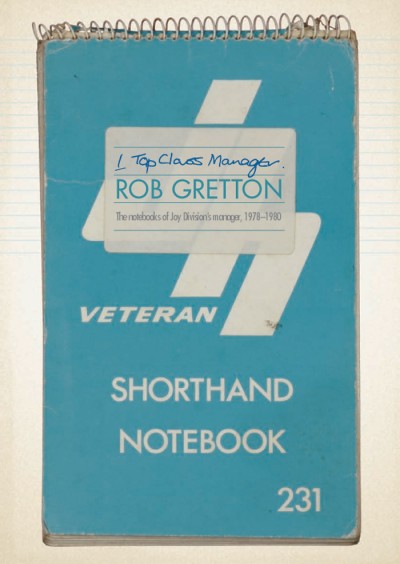 1 Top Class Manager.
ROB GRETTON
The notebooks of Joy Division's manager, 1978–1980
VETERAN
SHORTHAND
NOTEBOOK
231